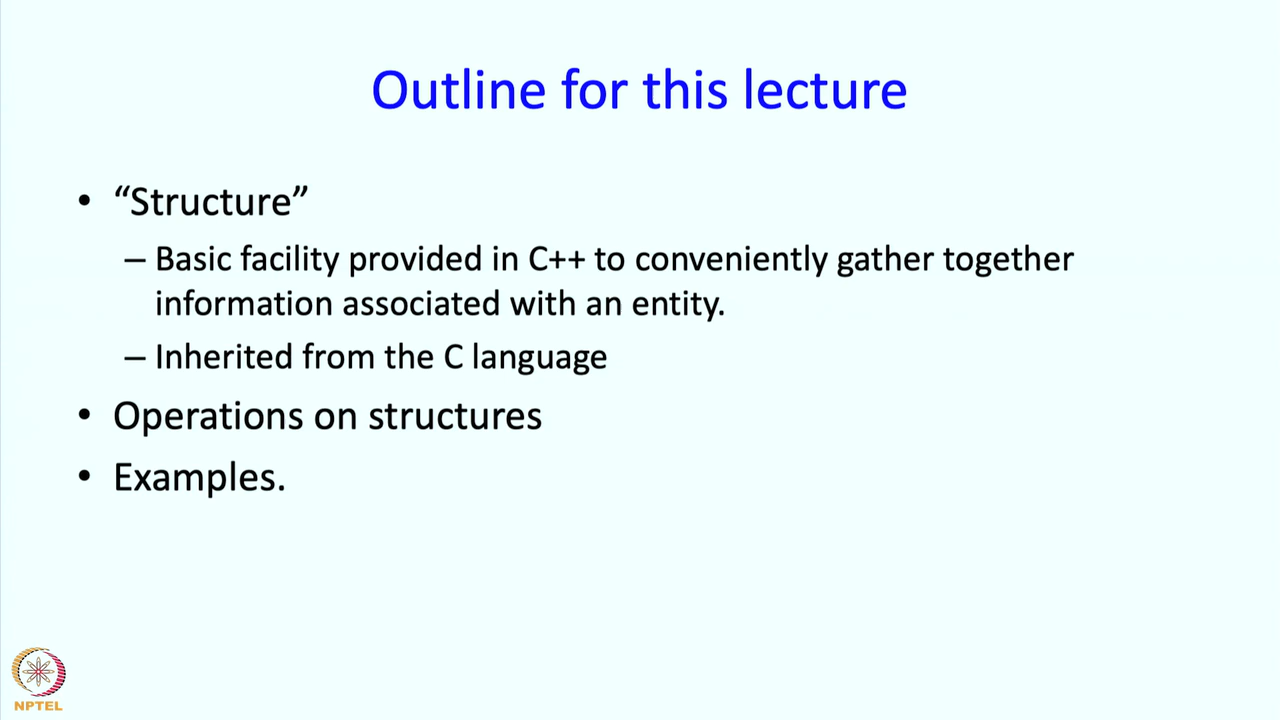 Outline for this lecture
• “Structure”
– Basic facility provided in C++ to conveniently gather together
information associated with an entity.
– Inherited from the C language
• Operations on structures
• Examples.
NPTEL